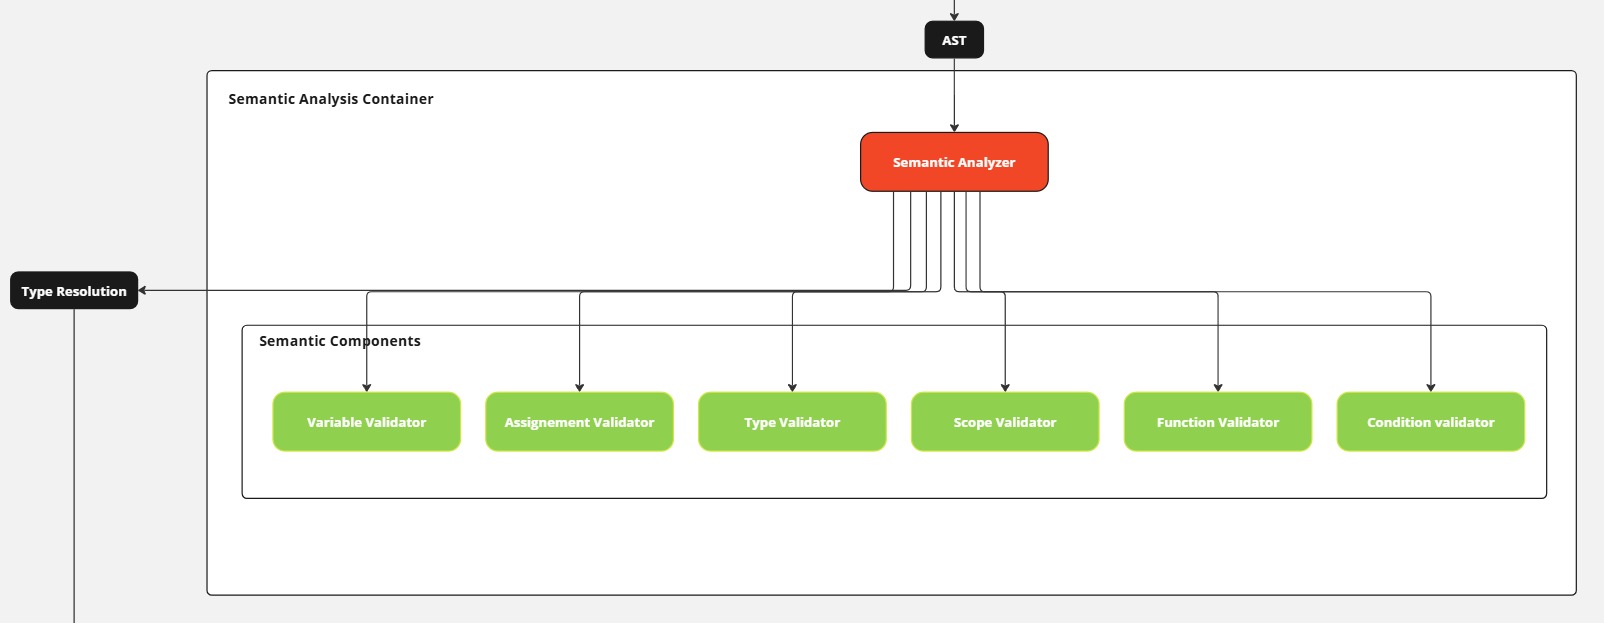 AST
Semantic Analysis Container
Semantic Analyzer
Type Resolution
Semantic Components
Variable Validator
Assignement Validator
Type Validator
Scope Validator
Function Validator
Condition validator